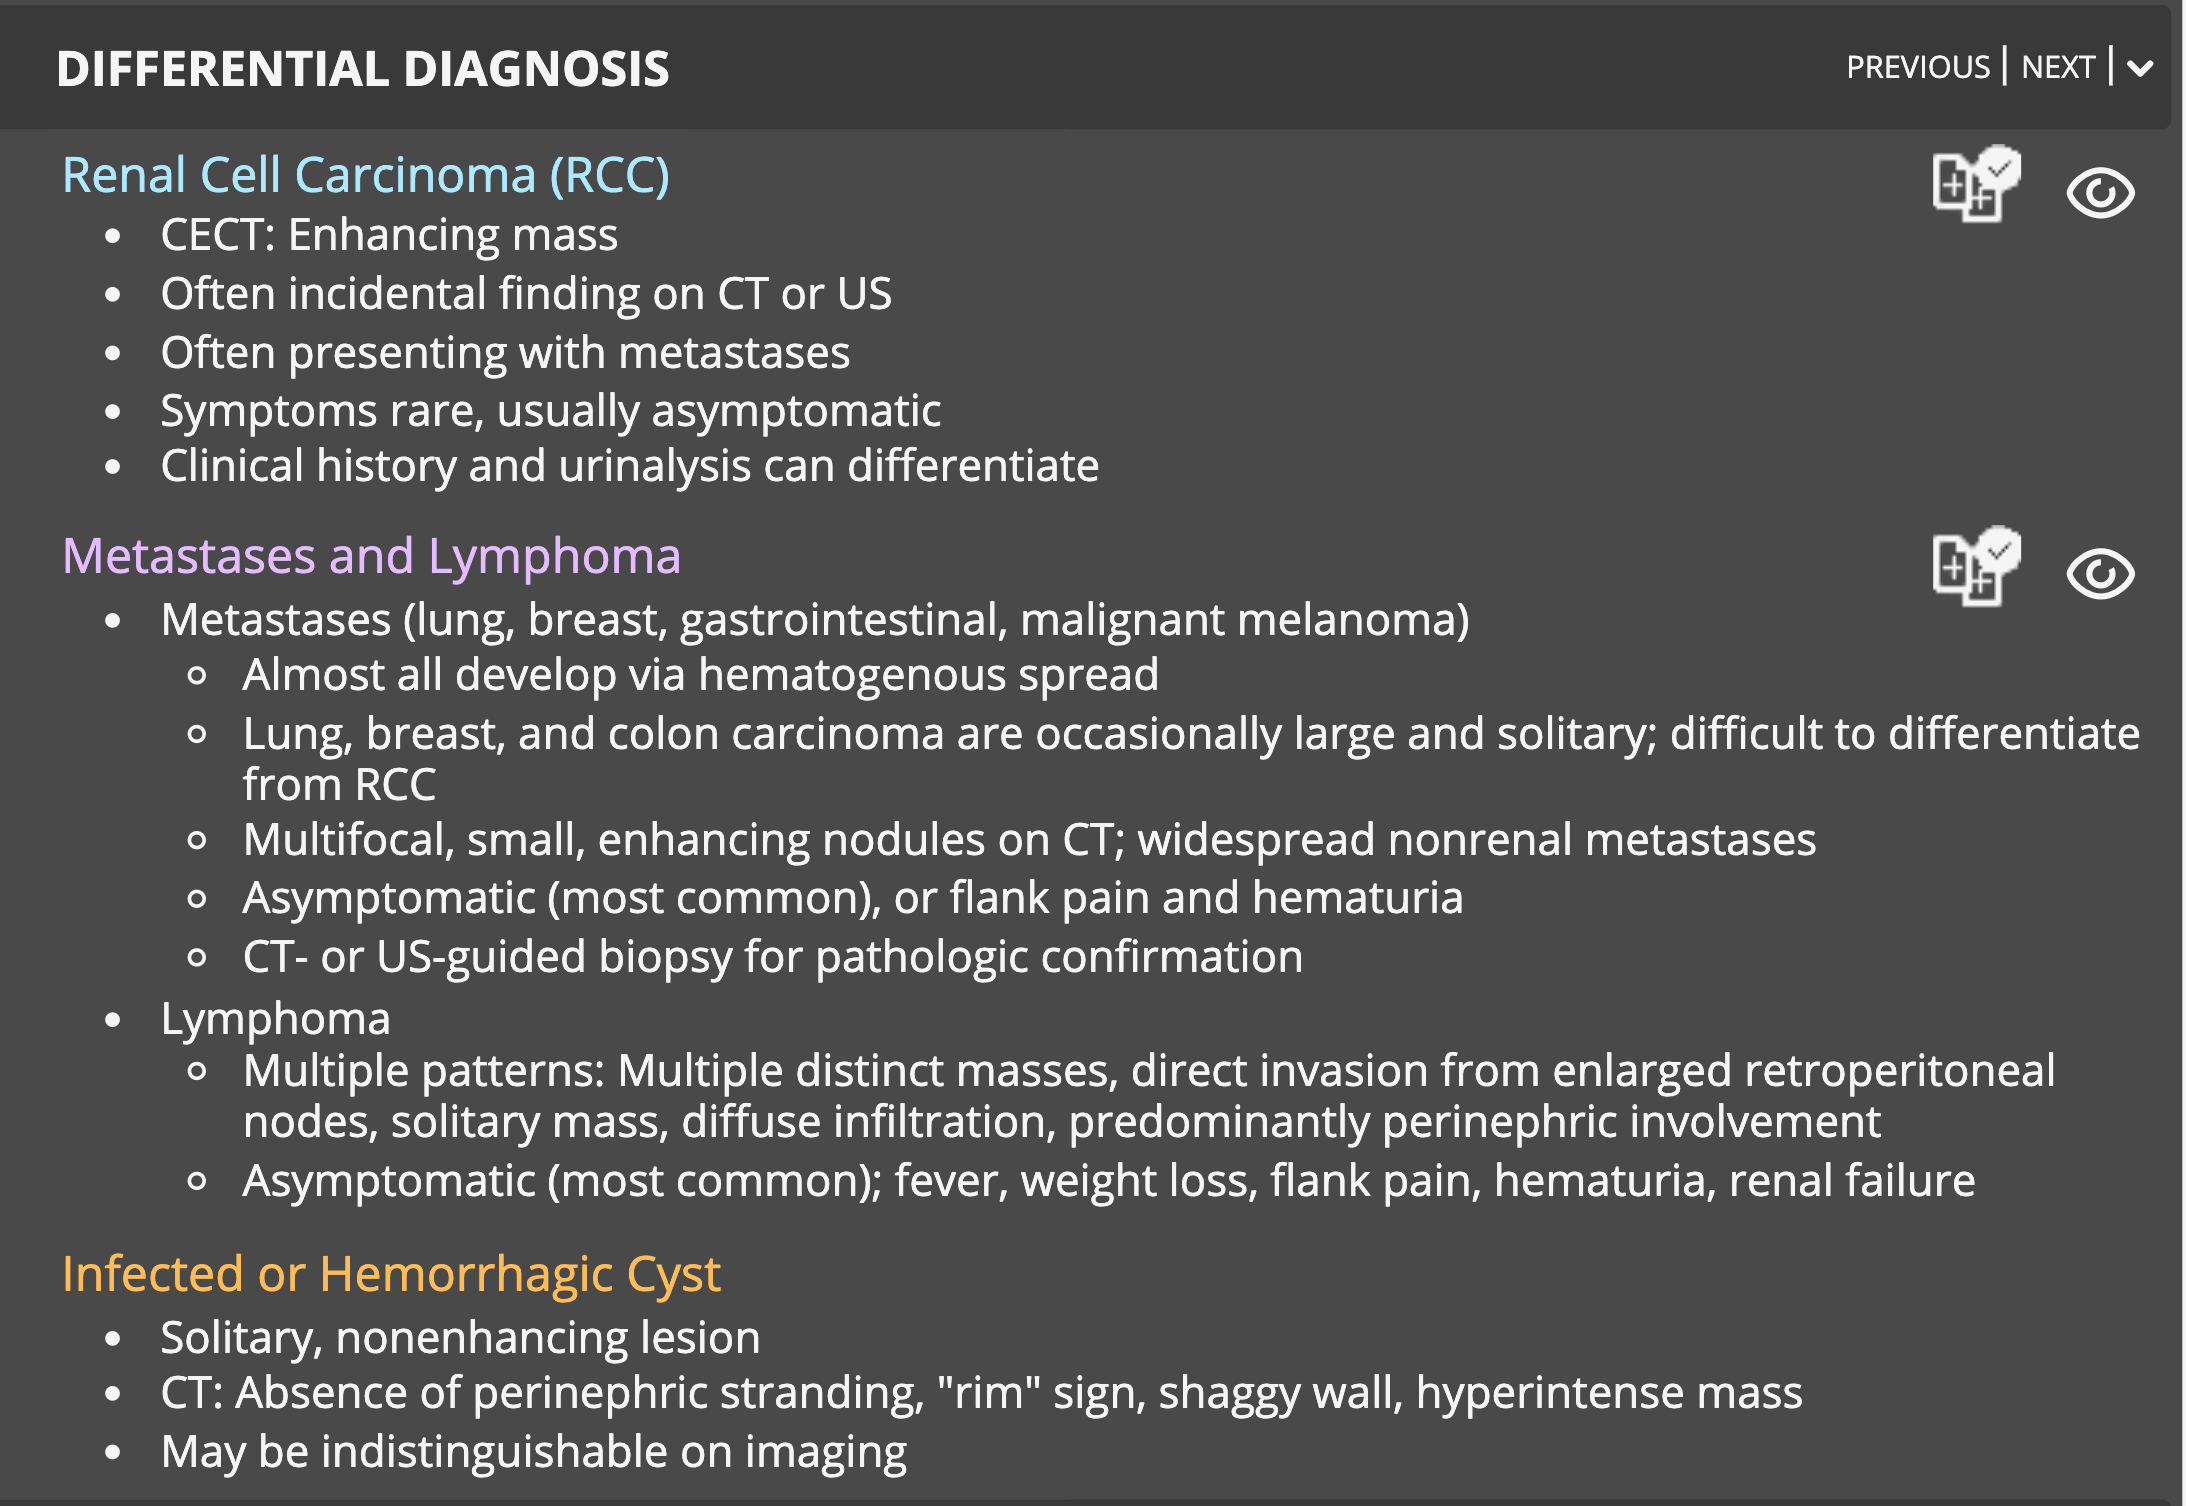 DIFFERENTIAL DIAGNOSIS
PREVIOUS | NEXT |
Renal Cell Carcinoma (RCC)
• CECT: Enhancing mass
• Often incidental finding on CT or US
• Often presenting with metastases
• Symptoms rare, usually asymptomatic
• Clinical history and urinalysis can differentiate
Metastases and Lymphoma
• Metastases (lung, breast, gastrointestinal, malignant melanoma)
◦ Almost all develop via hematogenous spread
◦ Lung, breast, and colon carcinoma are occasionally large and solitary; difficult to differentiate
from RCC
◦ Multifocal, small, enhancing nodules on CT; widespread nonrenal metastases
◦ Asymptomatic (most common), or flank pain and hematuria
◦ CT- or US-guided biopsy for pathologic confirmation
• Lymphoma
◦ Multiple patterns: Multiple distinct masses, direct invasion from enlarged retroperitoneal
nodes, solitary mass, diffuse infiltration, predominantly perinephric involvement
◦ Asymptomatic (most common); fever, weight loss, flank pain, hematuria, renal failure
Infected or Hemorrhagic Cyst
• Solitary, nonenhancing lesion
• CT: Absence of perinephric stranding, "rim" sign, shaggy wall, hyperintense mass
• May be indistinguishable on imaging